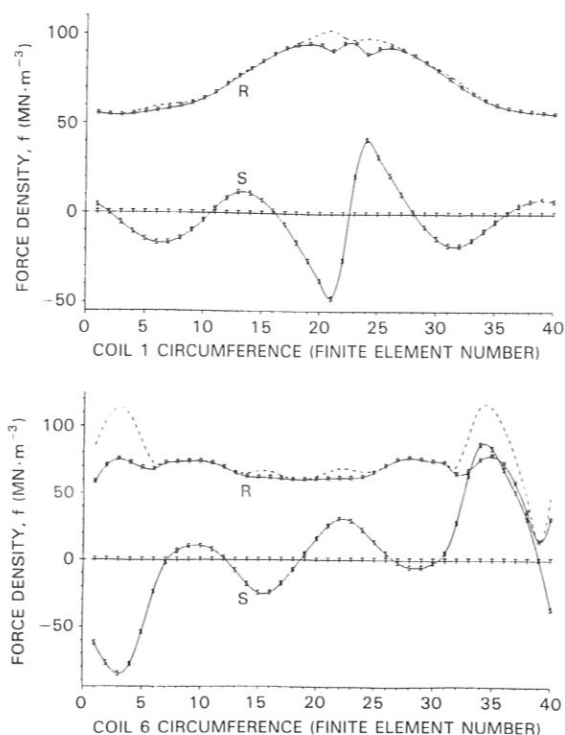 FORCE DENSITY, f (MN·m⁻³)
100
50
0
−50
R
S
0 5 10 15 20 25 30 35 40
COIL 1 CIRCUMFERENCE (FINITE ELEMENT NUMBER)
FORCE DENSITY, f (MN·m⁻³)
100
50
0
−50
R
S
0 5 10 15 20 25 30 35 40
COIL 6 CIRCUMFERENCE (FINITE ELEMENT NUMBER)